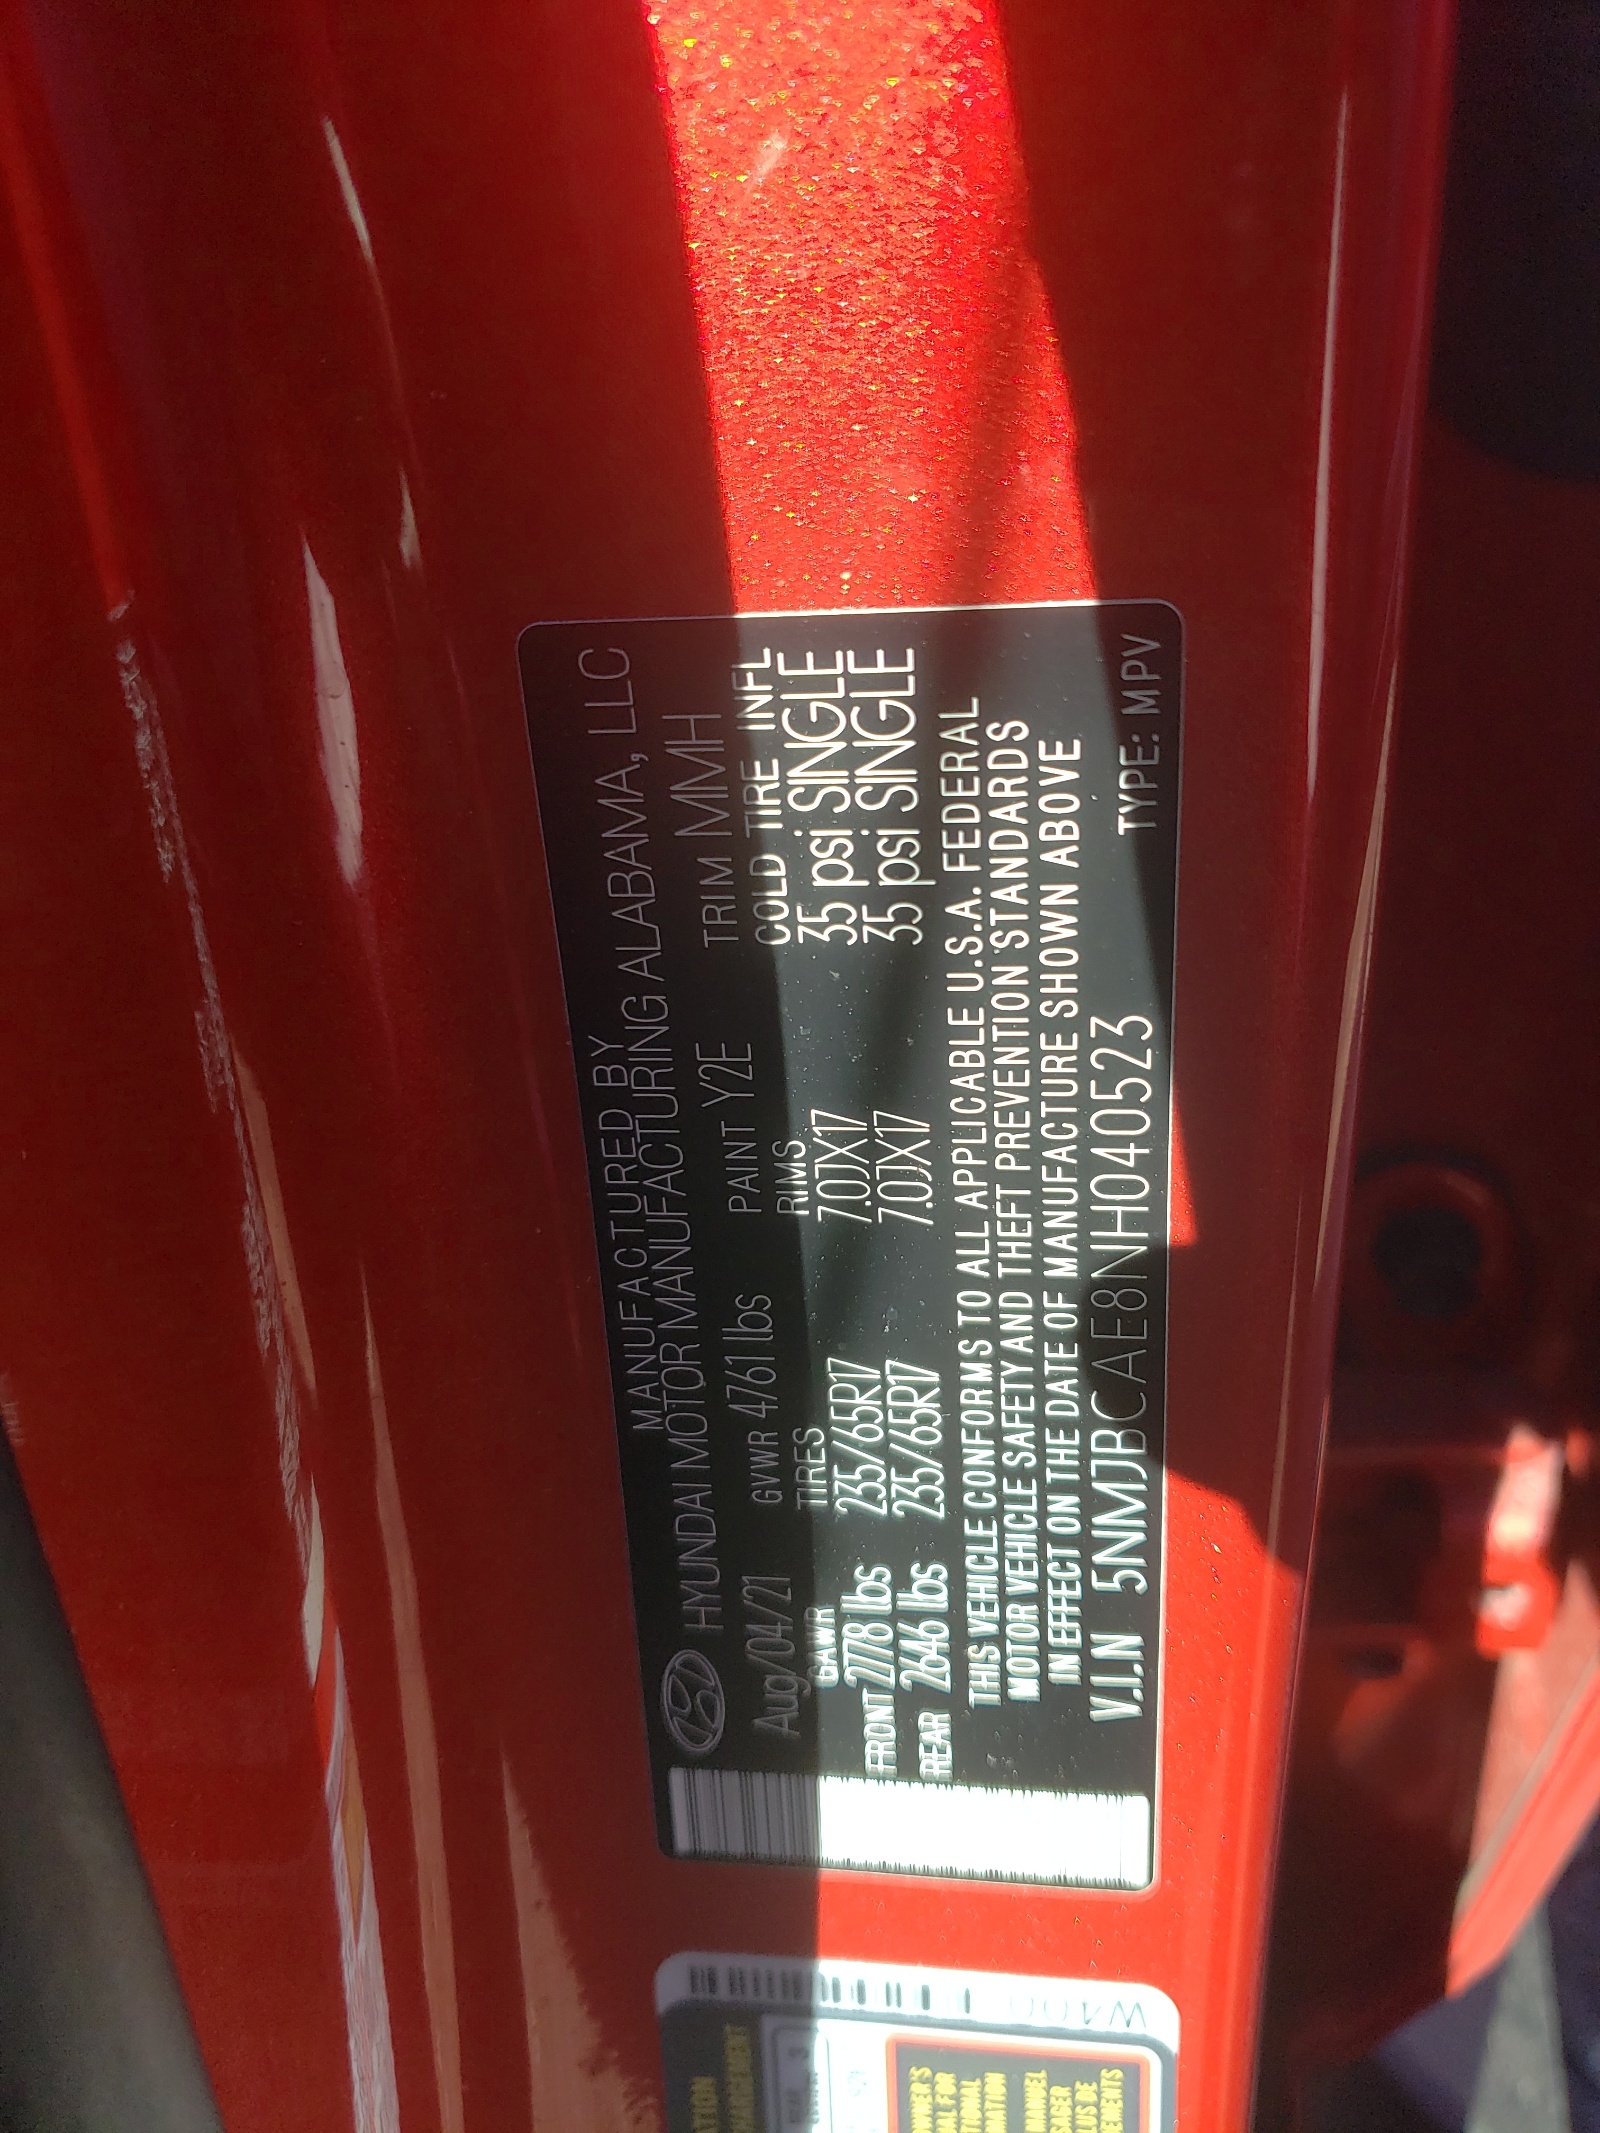 MANUFACTURED BY
HYUNDAI MOTOR MANUFACTURING ALABAMA, LLC
Aug/04/21 GVWR 4761 lbs PAINT Y2E TRIM MMH
GAWR TIRES RIMS COLD TIRE INFL
FRONT 2778 lbs 235/65R17 7.0JX17 35 psi SINGLE
REAR 2646 lbs 235/65R17 7.0JX17 35 psi SINGLE
THIS VEHICLE CONFORMS TO ALL APPLICABLE U.S.A. FEDERAL
MOTOR VEHICLE SAFETY AND THEFT PREVENTION STANDARDS
IN EFFECT ON THE DATE OF MANUFACTURE SHOWN ABOVE
V.I.N 5NMJBCAE8NH040523 TYPE: MPV